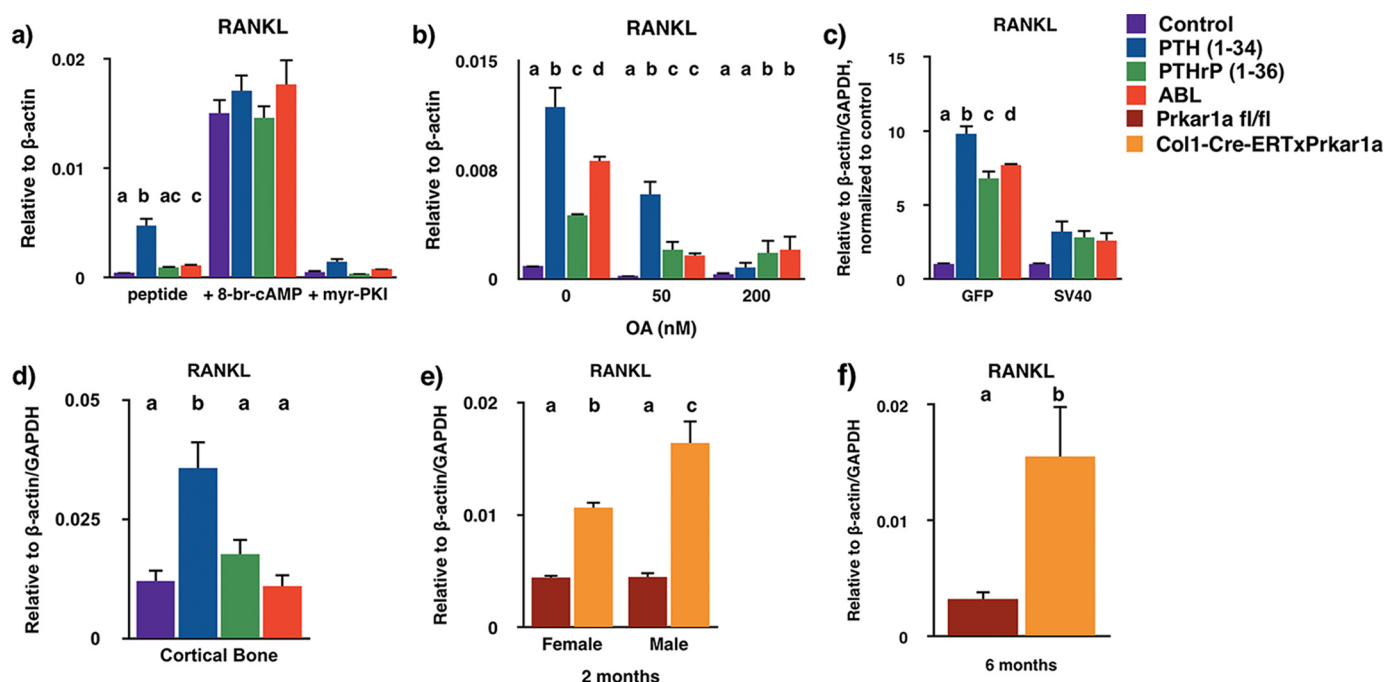 a)
RANKL
Relative to β-actin
0.02
0.01
0
a b ac c
peptide + 8-br-cAMP + myr-PKI
b)
RANKL
Relative to β-actin
0.015
0.008
0
a b c d a b c c a a b b
0 50 200
OA (nM)
c)
RANKL
Relative to β-actin/GAPDH,
normalized to control
15
10
5
0
a b c d
GFP SV40
Control
PTH (1-34)
PTHrP (1-36)
ABL
Prkar1a fl/fl
Col1-Cre-ERTxPrkar1a
d)
RANKL
Relative to β-actin/GAPDH
0.05
0.025
0
a b a a
Cortical Bone
e)
RANKL
Relative to β-actin/GAPDH
0.02
0.01
0
a b a c
Female Male
2 months
f)
RANKL
Relative to β-actin/GAPDH
0.02
0.01
0
a b
6 months